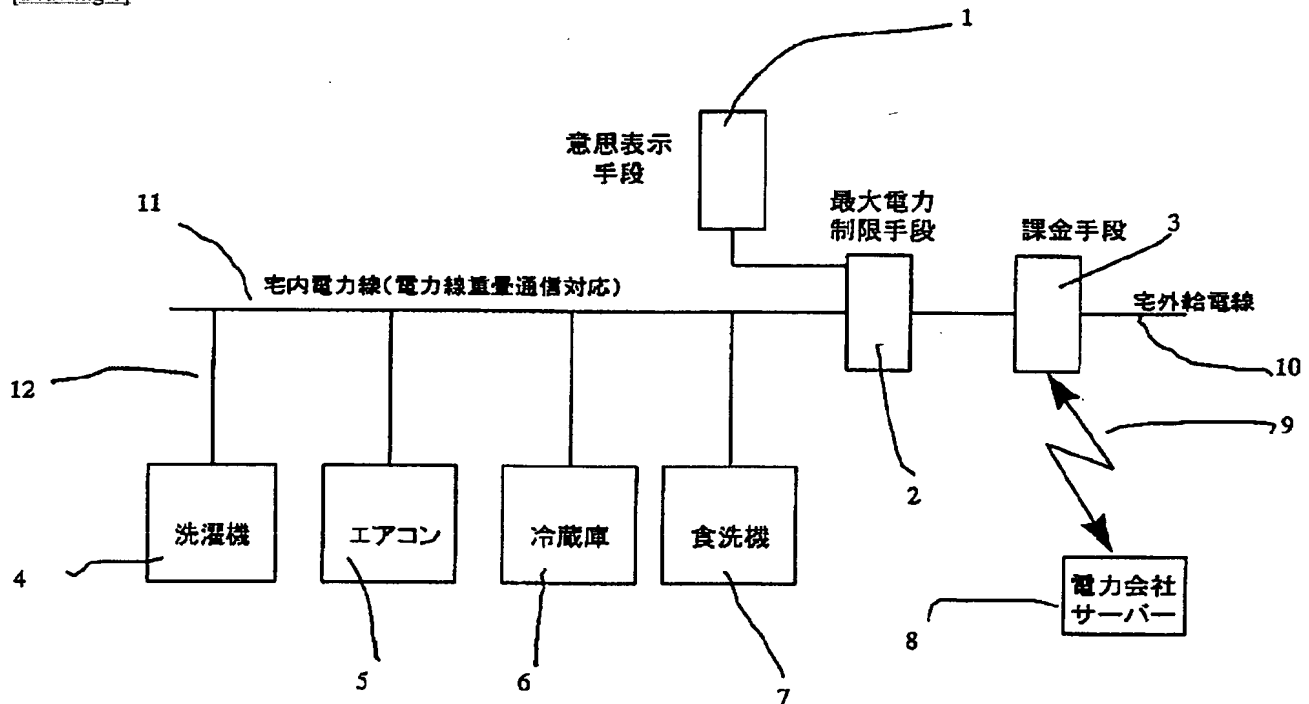 1
意思表示
手段
11
最大電力
制限手段
課金手段
3
宅内電力線(電力線重畳通信対応)
宅外給電線
12
10
9
2
洗濯機
エアコン
冷蔵庫
食洗機
4
電力会社
サーバー
8
5
6
7